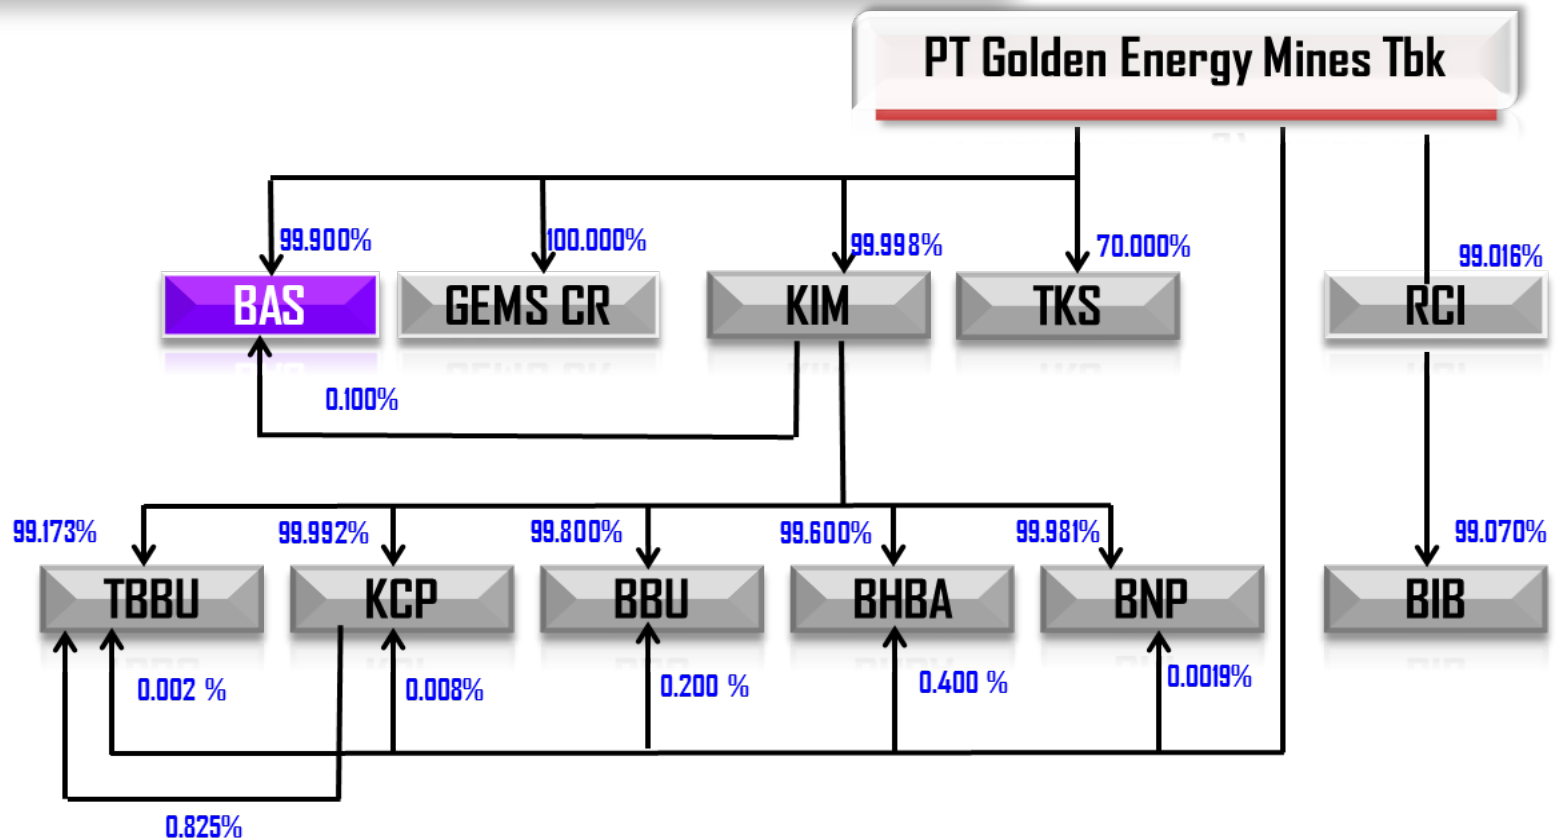 PT Golden Energy Mines Tbk
99.900%
100.000%
99.998%
70.000%
99.016%
BAS
GEMS CR
KIM
TKS
RCI
0.100%
99.173%
99.992%
99.800%
99.600%
99.981%
99.070%
TBBU
KCP
BBU
BHBA
BNP
BIB
0.002 %
0.008%
0.200 %
0.400 %
0.0019%
0.825%